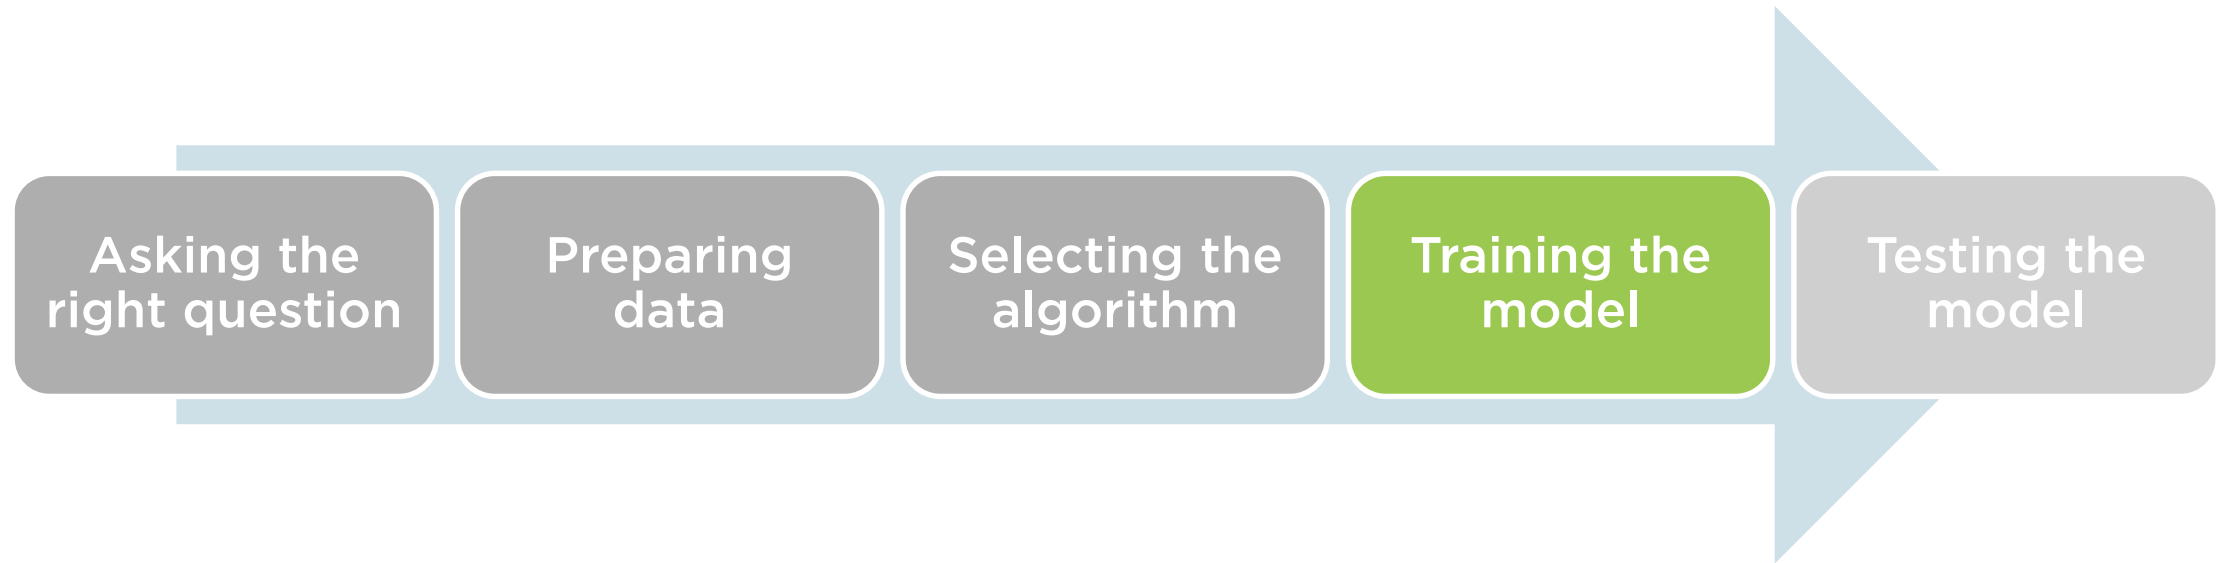 Asking the
right question
Preparing
data
Selecting the
algorithm
Training the
model
Testing the
model